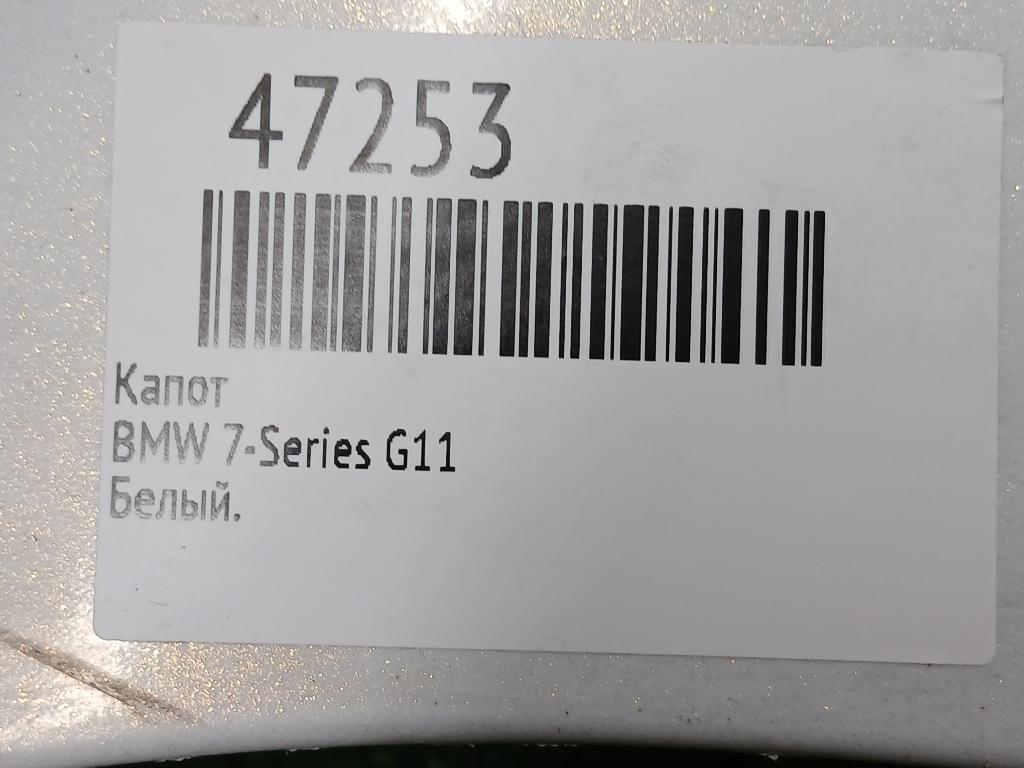 47253
Капот
BMW 7-Series G11
Белый.